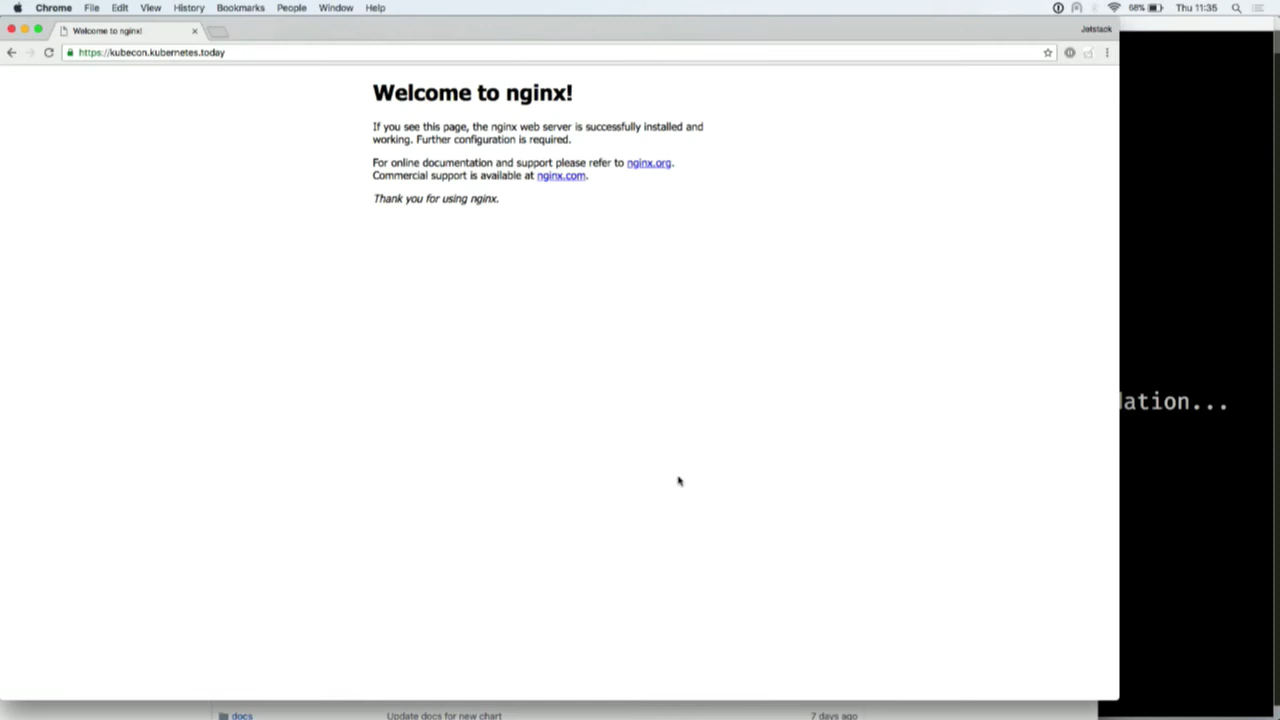 Chrome File Edit View History Bookmarks People Window Help 68% Thu 11:35
Welcome to nginx! Jetstack
https://kubecon.kubernetes.today
Welcome to nginx!
If you see this page, the nginx web server is successfully installed and
working. Further configuration is required.
For online documentation and support please refer to nginx.org.
Commercial support is available at nginx.com.
Thank you for using nginx.
lation...
docs Update docs for new chart 7 days ago